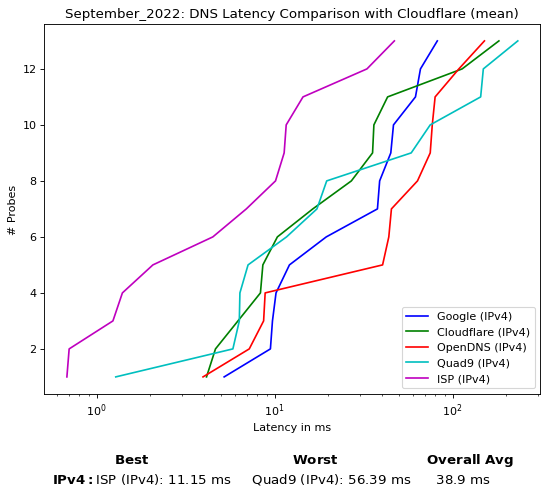 September_2022: DNS Latency Comparison with Cloudflare (mean)
12
10
8
6
4
2
# Probes
Google (IPv4)
Cloudflare (IPv4)
OpenDNS (IPv4)
Quad9 (IPv4)
ISP (IPv4)
10⁰ 10¹ 10²
Latency in ms
Best Worst Overall Avg
IPv4: ISP (IPv4): 11.15 ms Quad9 (IPv4): 56.39 ms 38.9 ms